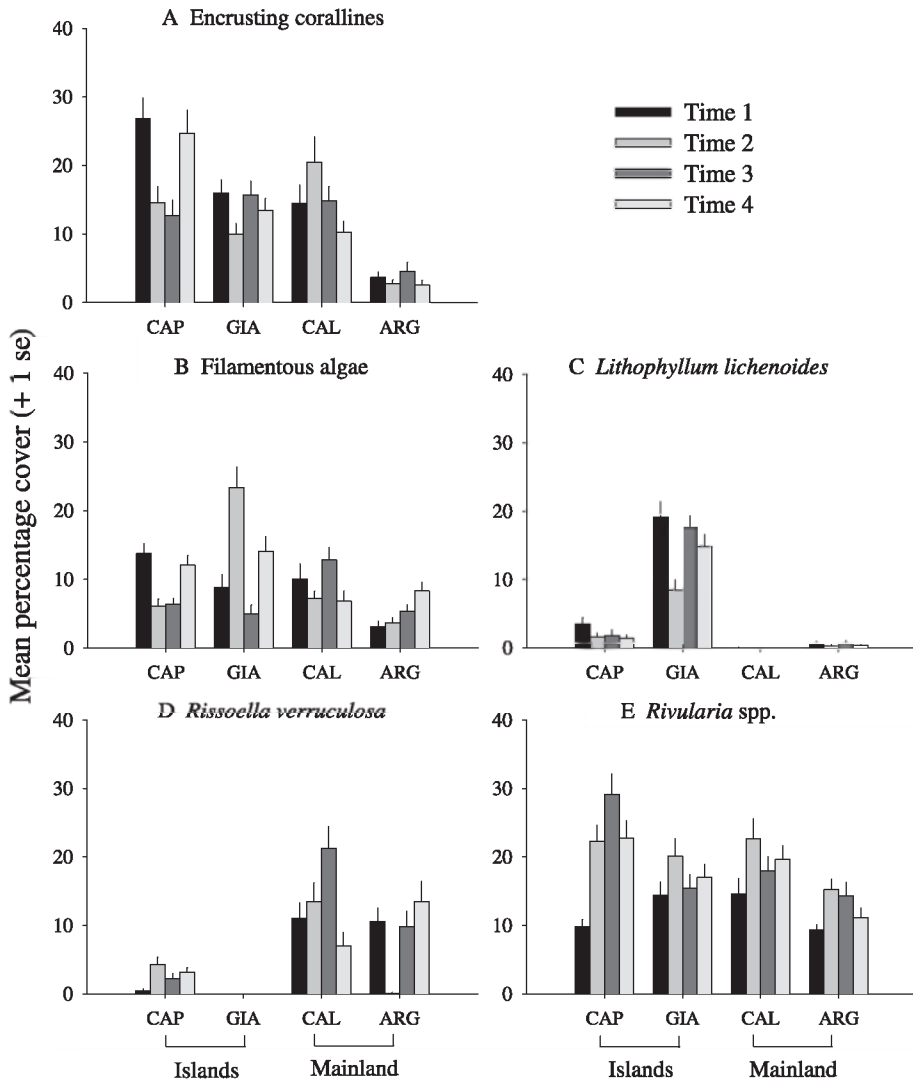 A Encrusting corallines
40
30
20
10
0
CAP GIA CAL ARG
Time 1
Time 2
Time 3
Time 4
Mean percentage cover (+ 1 se)
B Filamentous algae
40
30
20
10
0
CAP GIA CAL ARG
C Lithophyllum lichenoides
40
30
20
10
0
CAP GIA CAL ARG
D Rissoella verruculosa
40
30
20
10
0
CAP GIA CAL ARG
Islands Mainland
E Rivularia spp.
40
30
20
10
0
CAP GIA CAL ARG
Islands Mainland